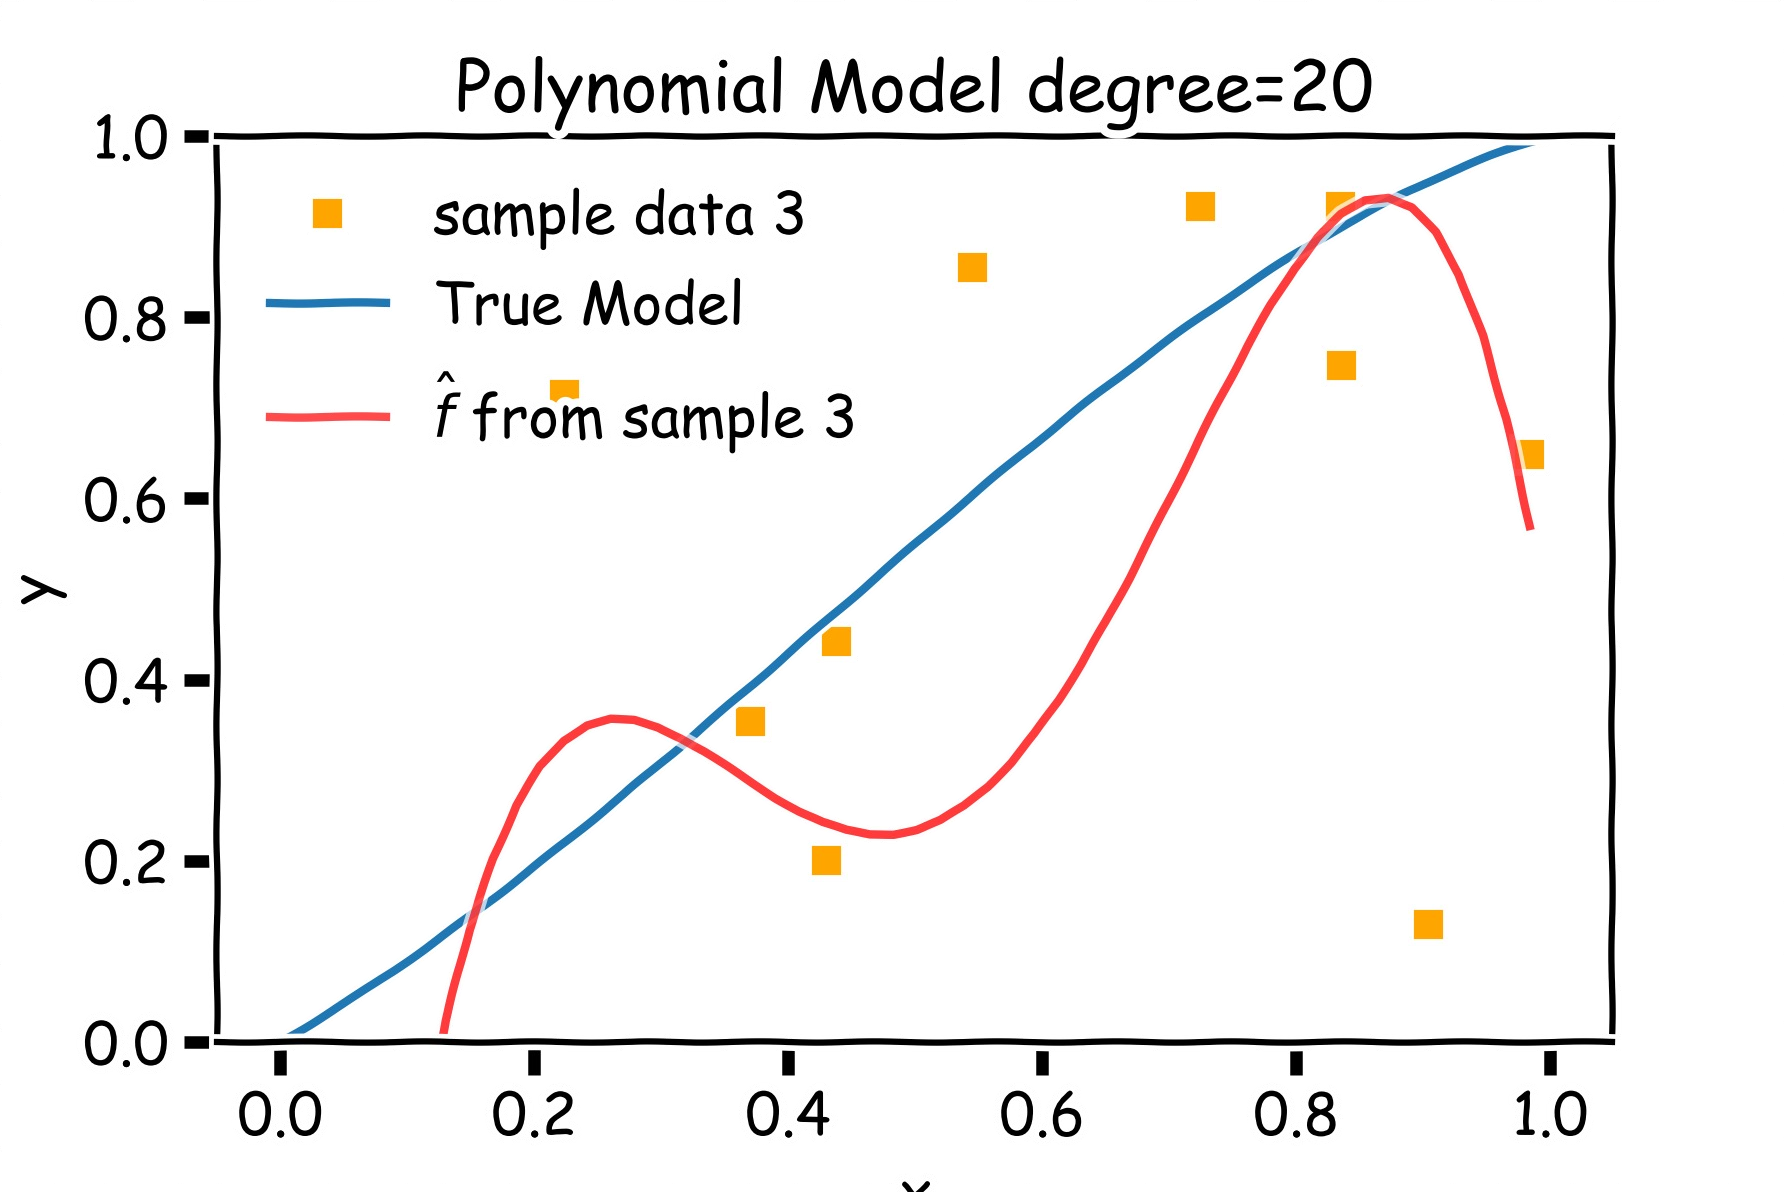 Polynomial Model degree=20
1.0
0.8
0.6
0.4
0.2
0.0
y
sample data 3
True Model
f̂ from sample 3
0.0 0.2 0.4 0.6 0.8 1.0